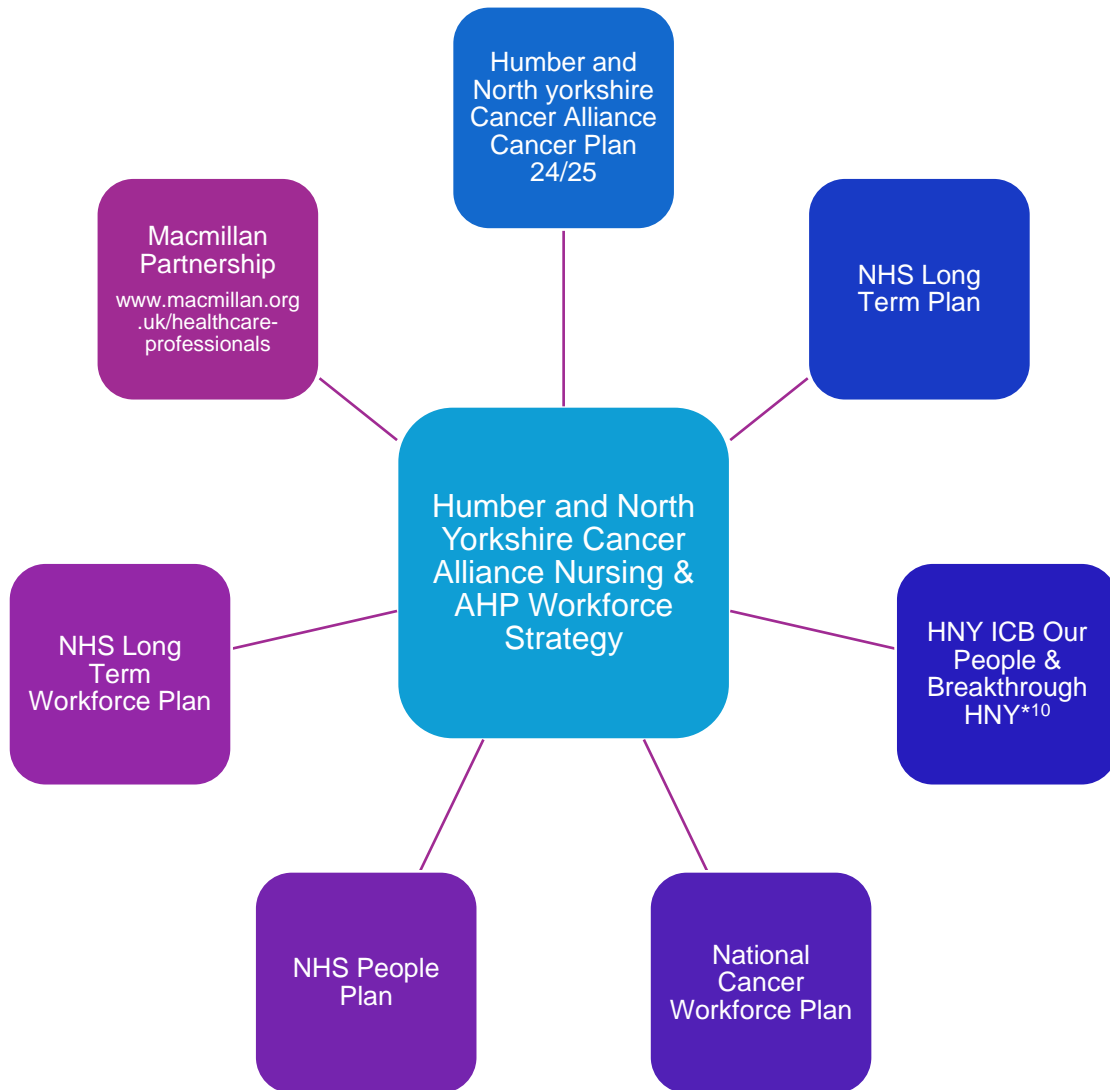 Humber and
North yorkshire
Cancer Alliance
Cancer Plan
24/25
Macmillan
Partnership
www.macmillan.org
.uk/healthcare-
professionals
NHS Long
Term Plan
Humber and North
Yorkshire Cancer
Alliance Nursing &
AHP Workforce
Strategy
NHS Long
Term
Workforce Plan
HNY ICB Our
People &
Breakthrough
HNY*10
NHS People
Plan
National
Cancer
Workforce Plan